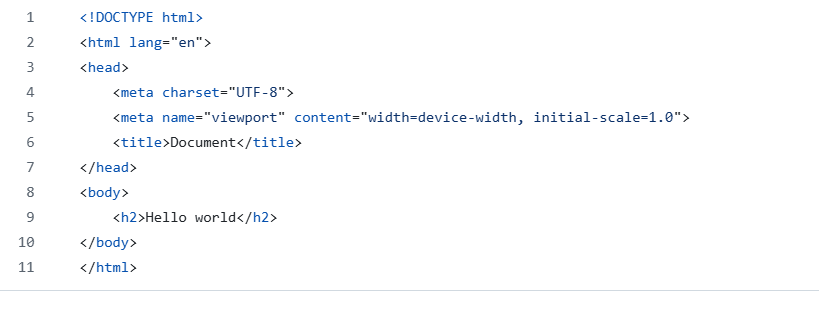 1 <!DOCTYPE html>
2 <html lang="en">
3 <head>
4     <meta charset="UTF-8">
5     <meta name="viewport" content="width=device-width, initial-scale=1.0">
6     <title>Document</title>
7 </head>
8 <body>
9     <h2>Hello world</h2>
10 </body>
11 </html>